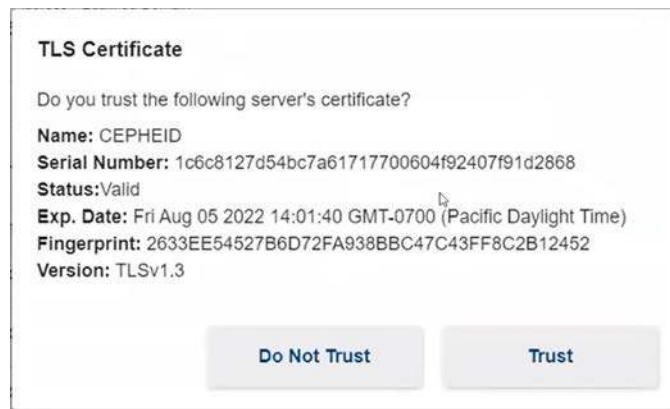 TLS Certificate
Do you trust the following server's certificate?
Name: CEPHEID
Serial Number: 1c6c8127d54bc7a61717700604f92407f91d2868
Status:Valid
Exp. Date: Fri Aug 05 2022 14:01:40 GMT-0700 (Pacific Daylight Time)
Fingerprint: 2633EE54527B6D72FA938BBC47C43FF8C2B12452
Version: TLSv1.3
Do Not Trust Trust